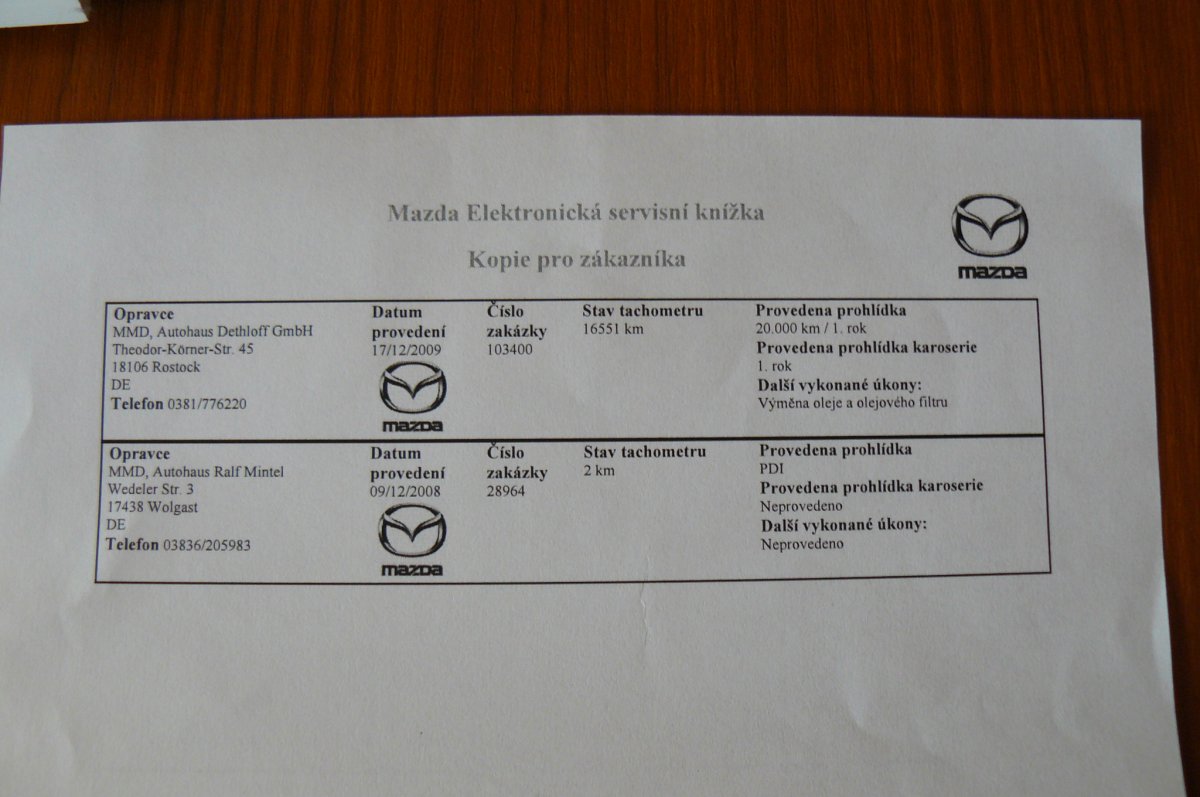 Mazda Elektronická servisní knížka
Kopie pro zákazníka
mazda
Opravce
MMD, Autohaus Dethloff GmbH
Theodor-Körner-Str. 45
18106 Rostock
DE
Telefon 0381/776220
Datum
provedení
17/12/2009
mazda
Číslo
zakázky
103400
Stav tachometru
16551 km
Provedena prohlídka
20.000 km / 1. rok
Provedena prohlídka karoserie
1. rok
Další vykonané úkony:
Výměna oleje a olejového filtru
Opravce
MMD, Autohaus Ralf Mintel
Wedeler Str. 3
17438 Wolgast
DE
Telefon 03836/205983
Datum
provedení
09/12/2008
mazda
Číslo
zakázky
28964
Stav tachometru
2 km
Provedena prohlídka
PDI
Provedena prohlídka karoserie
Neprovedeno
Další vykonané úkony:
Neprovedeno